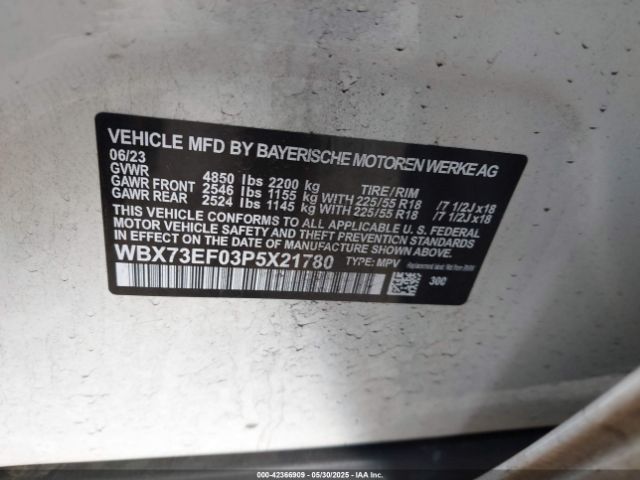 VEHICLE MFD BY BAYERISCHE MOTOREN WERKE AG
06/23
GVWR 4850 lbs 2200 kg TIRE/RIM
GAWR FRONT 2546 lbs 1155 kg WITH 225/55 R18 /7 1/2J x18
GAWR REAR 2524 lbs 1145 kg WITH 225/55 R18 /7 1/2J x18
THIS VEHICLE CONFORMS TO ALL APPLICABLE U. S. FEDERAL
MOTOR VEHICLE SAFETY AND THEFT PREVENTION STANDARDS
IN EFFECT ON THE DATE OF MANUFACTURE SHOWN ABOVE.
WBX73EF03P5X21780 TYPE: MPV
300
000-42366909 - 05/30/2025 - IAA Inc.